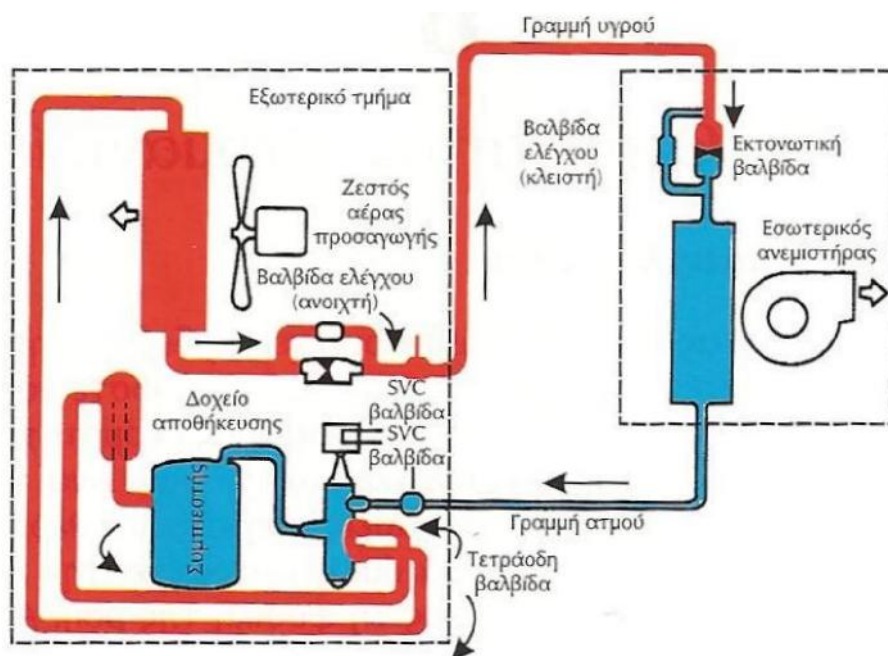 Γραμμή υγρού
Εξωτερικό τμήμα
Βαλβίδα
ελέγχου
(κλειστή)
Εκτονωτική
βαλβίδα
Ζεστός
αέρας
προσαγωγής
Εσωτερικός
ανεμιστήρας
Βαλβίδα ελέγχου
(ανοιχτή)
Δοχείο
αποθήκευσης
SVC
βαλβίδα
SVC
βαλβίδα
Συμπιεστής
Γραμμή ατμού
Τετράοδη
βαλβίδα